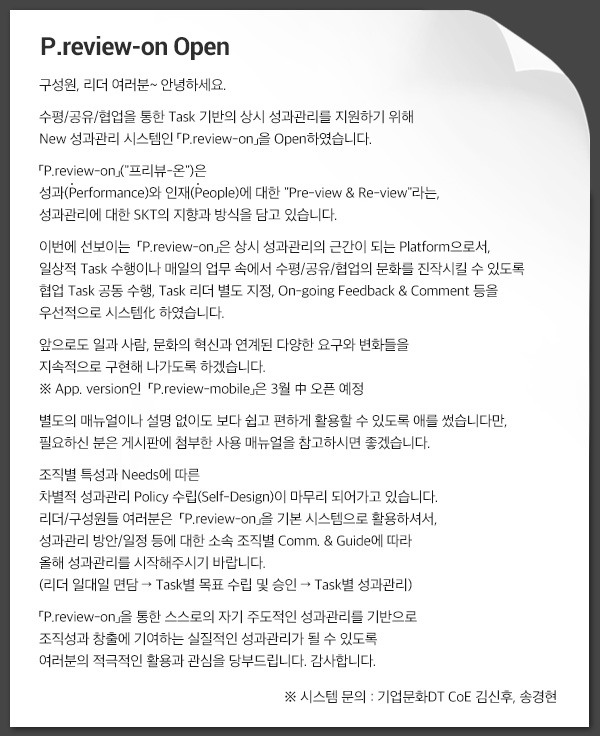 P.review-on Open
구성원, 리더 여러분~ 안녕하세요.
수평/공유/협업을 통한 Task 기반의 상시 성과관리를 지원하기 위해
New 성과관리 시스템인 「P.review-on」을 Open하였습니다.
「P.review-on」("프리뷰-온")은
성과(Performance)와 인재(People)에 대한 "Pre-view & Re-view"라는,
성과관리에 대한 SKT의 지향과 방식을 담고 있습니다.
이번에 선보이는 「P.review-on」은 상시 성과관리의 근간이 되는 Platform으로서,
일상적 Task 수행이나 매일의 업무 속에서 수평/공유/협업의 문화를 진작시킬 수 있도록
협업 Task 공동 수행, Task 리더 별도 지정, On-going Feedback & Comment 등을
우선적으로 시스템化 하였습니다.
앞으로도 일과 사람, 문화의 혁신과 연계된 다양한 요구와 변화들을
지속적으로 구현해 나가도록 하겠습니다.
※ App. version인 「P.review-mobile」은 3월 中 오픈 예정
별도의 매뉴얼이나 설명 없이도 보다 쉽고 편하게 활용할 수 있도록 애를 썼습니다만,
필요하신 분은 게시판에 첨부한 사용 매뉴얼을 참고하시면 좋겠습니다.
조직별 특성과 Needs에 따른
차별적 성과관리 Policy 수립(Self-Design)이 마무리 되어가고 있습니다.
리더/구성원들 여러분은 「P.review-on」을 기본 시스템으로 활용하셔서,
성과관리 방안/일정 등에 대한 소속 조직별 Comm. & Guide에 따라
올해 성과관리를 시작해주시기 바랍니다.
(리더 일대일 면담 → Task별 목표 수립 및 승인 → Task별 성과관리)
「P.review-on」을 통한 스스로의 자기 주도적인 성과관리를 기반으로
조직성과 창출에 기여하는 실질적인 성과관리가 될 수 있도록
여러분의 적극적인 활용과 관심을 당부드립니다. 감사합니다.
※ 시스템 문의 : 기업문화DT CoE 김신후, 송경현